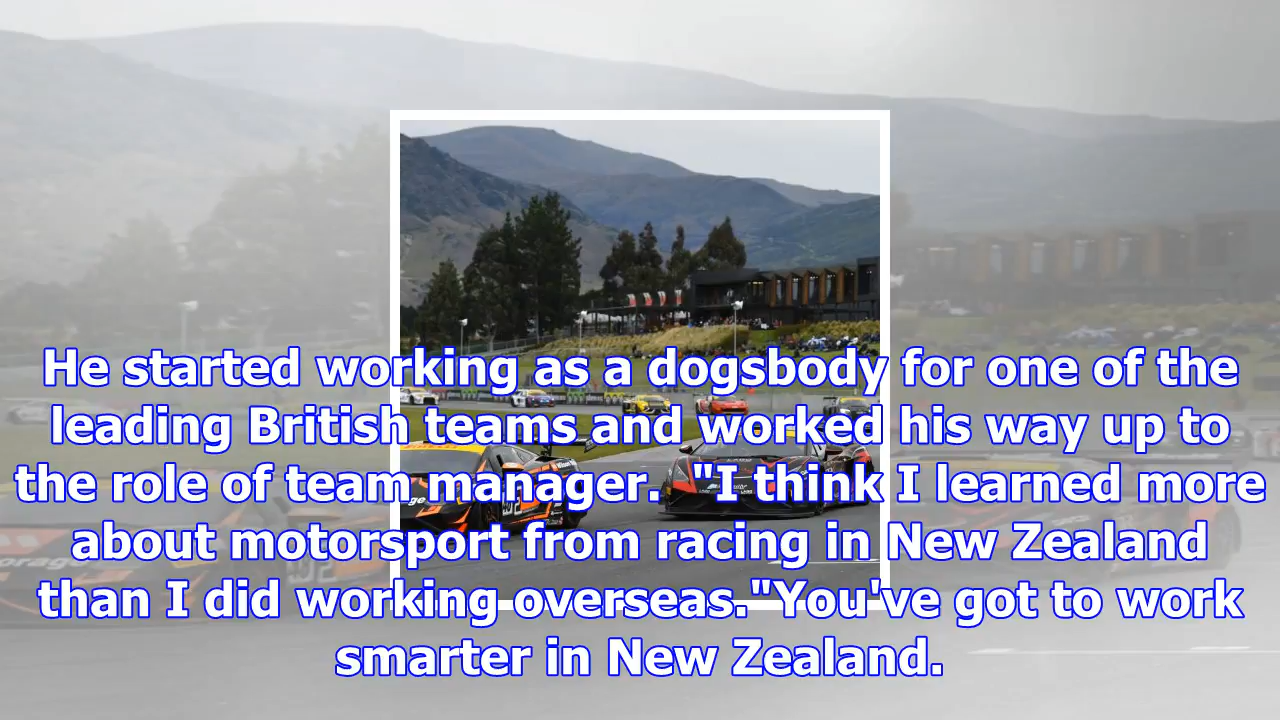 He started working as a dogsbody for one of the
leading British teams and worked his way up to
the role of team manager. "I think I learned more
about motorsport from racing in New Zealand
than I did working overseas."You've got to work
smarter in New Zealand.